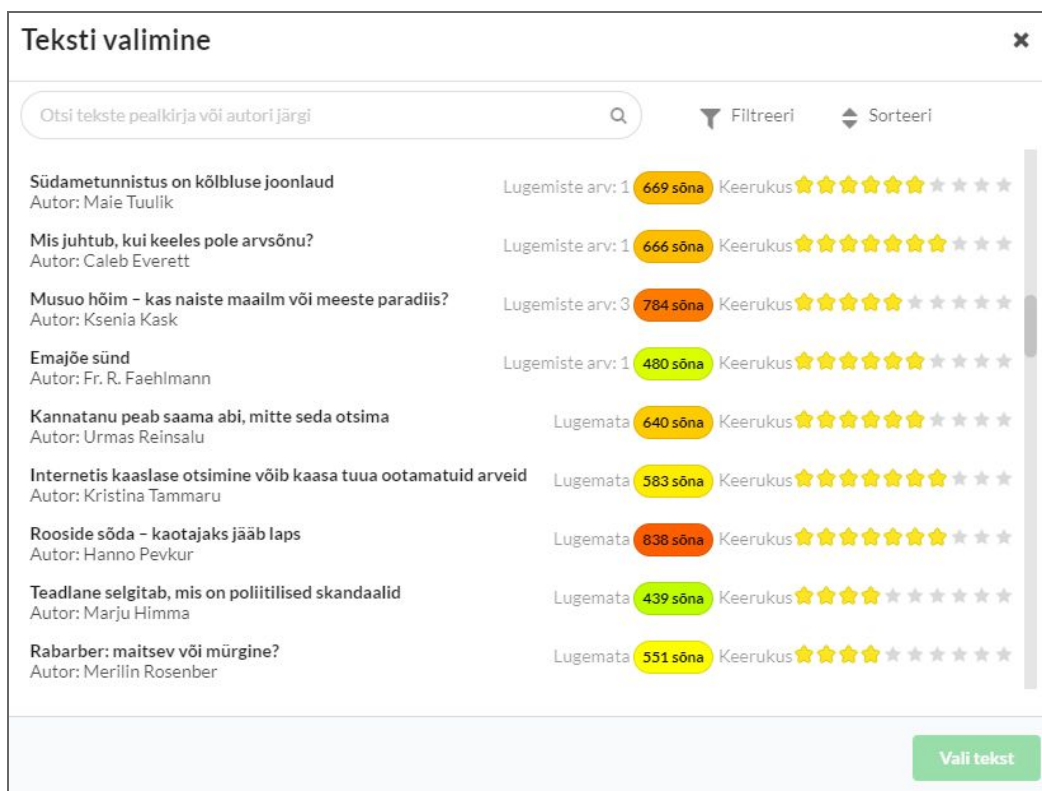 Teksti valimine
Otsi tekste pealkirja või autori järgi
Filtreeri
Sorteeri
Südametunnistus on kõlbluse joonlaud Lugemiste arv: 1 669 sõna Keerukus
Autor: Maie Tuulik
Mis juhtub, kui keeles pole arvsõnu? Lugemiste arv: 1 666 sõna Keerukus
Autor: Caleb Everett
Musuo hõim – kas naiste maailm või meeste paradiis? Lugemiste arv: 3 784 sõna Keerukus
Autor: Ksenia Kask
Emajõe sünd Lugemiste arv: 1 480 sõna Keerukus
Autor: Fr. R. Faehlmann
Kannatanu peab saama abi, mitte seda otsima Lugemata 640 sõna Keerukus
Autor: Urmas Reinsalu
Internetis kaaslase otsimine võib kaasa tuua ootamatuid arveid Lugemata 583 sõna Keerukus
Autor: Kristina Tammaru
Rooside sõda – kaotajaks jääb laps Lugemata 838 sõna Keerukus
Autor: Hanno Pevkur
Teadlane selgitab, mis on poliitilised skandaalid Lugemata 439 sõna Keerukus
Autor: Marju Himma
Rabarber: maitsev või mürgine? Lugemata 551 sõna Keerukus
Autor: Merilin Rosenber
Vali tekst